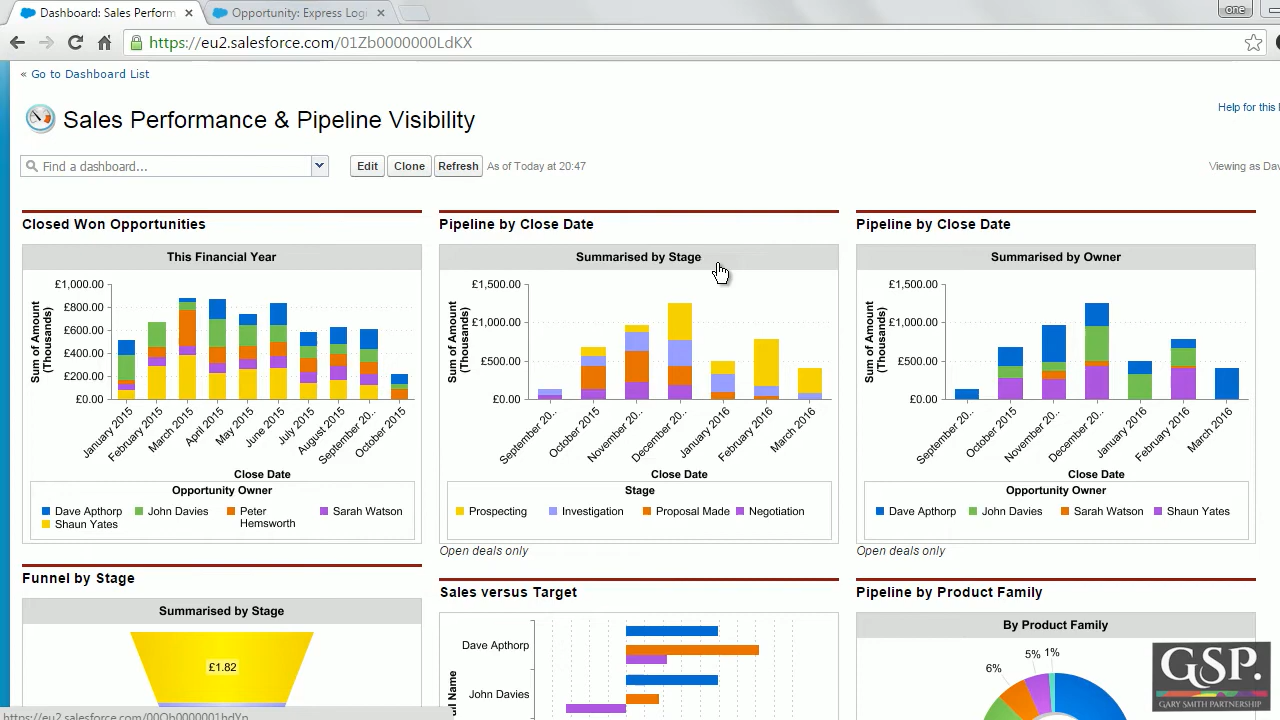 Dashboard: Sales Perform
Opportunity: Express Logi
one
https://eu2.salesforce.com/01Zb0000000LdKX
« Go to Dashboard List
Sales Performance & Pipeline Visibility
Help for this
Find a dashboard...
Edit
Clone
Refresh
As of Today at 20:47
Viewing as Dav
Closed Won Opportunities
This Financial Year
Sum of Amount
(Thousands)
£1,000.00
£800.00
£600.00
£400.00
£200.00
£0.00
January 2015
February 2015
March 2015
April 2015
May 2015
June 2015
July 2015
August 2015
September 20..
October 2015
Close Date
Opportunity Owner
Dave Apthorp
John Davies
Peter
Hemsworth
Sarah Watson
Shaun Yates
Pipeline by Close Date
Summarised by Stage
Sum of Amount
(Thousands)
£1,500.00
£1,000.00
£500.00
£0.00
September 20..
October 2015
November 20..
December 20..
January 2016
February 2016
March 2016
Close Date
Stage
Prospecting
Investigation
Proposal Made
Negotiation
Open deals only
Pipeline by Close Date
Summarised by Owner
Sum of Amount
(Thousands)
£1,500.00
£1,000.00
£500.00
£0.00
September 20..
October 2015
November 20..
December 20..
January 2016
February 2016
March 2016
Close Date
Opportunity Owner
Dave Apthorp
John Davies
Sarah Watson
Shaun Yates
Open deals only
Funnel by Stage
Summarised by Stage
£1.82
Sales versus Target
Dave Apthorp
John Davies
Name
Pipeline by Product Family
By Product Family
6%
5%
1%
GSP.
GARY SMITH PARTNERSHIP